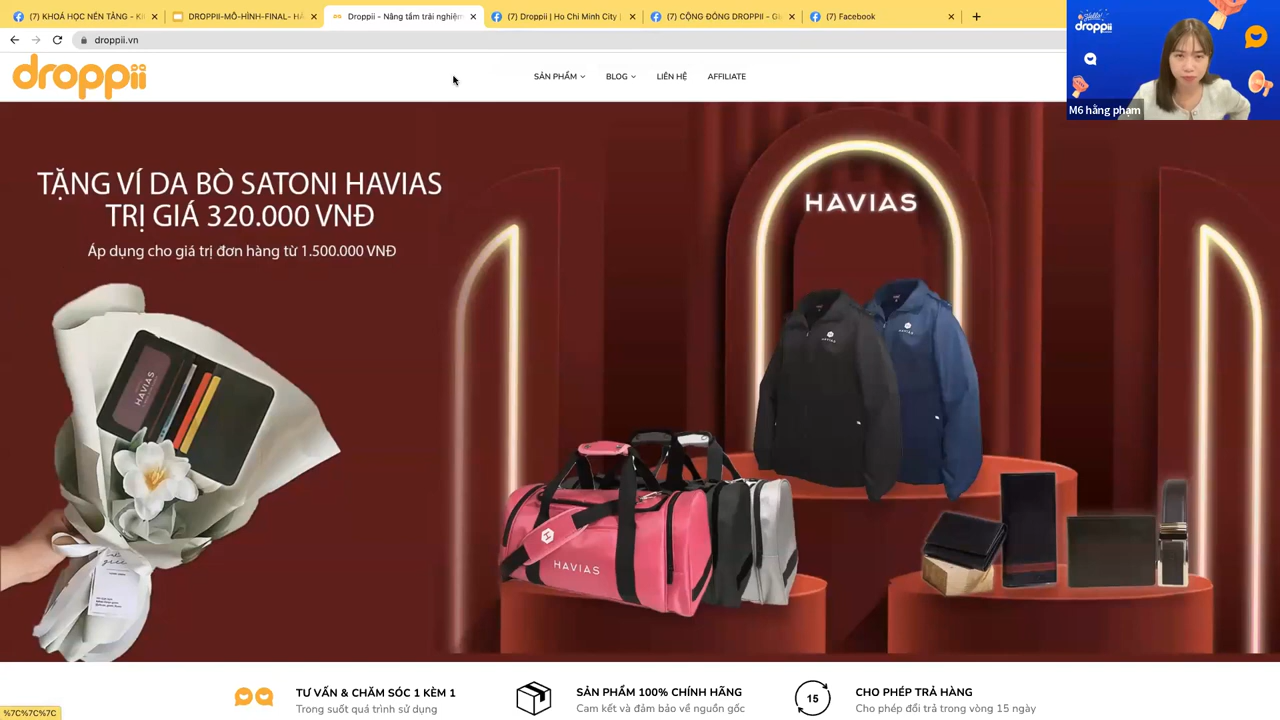 (7) KHOÁ HỌC NỀN TẢNG - K
DROPPII-MÔ-HÌNH-FINAL- HÀ
Droppii - Nâng tầm trải nghiệm
(7) Droppii | Ho Chi Minh City
(7) CỘNG ĐỒNG DROPPII - G
(7) Facebook
droppii.vn
droppii
SẢN PHẨM
BLOG
LIÊN HỆ
AFFILIATE
Hello!
droppii
M6 hằng phạm
TẶNG VÍ DA BÒ SATONI HAVIAS
TRỊ GIÁ 320.000 VNĐ
Áp dụng cho giá trị đơn hàng từ 1.500.000 VNĐ
HAVIAS
HAVIAS
HAVIAS
HAVIAS
HAVIAS
TƯ VẤN & CHĂM SÓC 1 KÈM 1
Trong suốt quá trình sử dụng
SẢN PHẨM 100% CHÍNH HÃNG
Cam kết và đảm bảo về nguồn gốc
15
CHO PHÉP TRẢ HÀNG
Cho phép đổi trả trong vòng 15 ngày
%7C%7C%7C